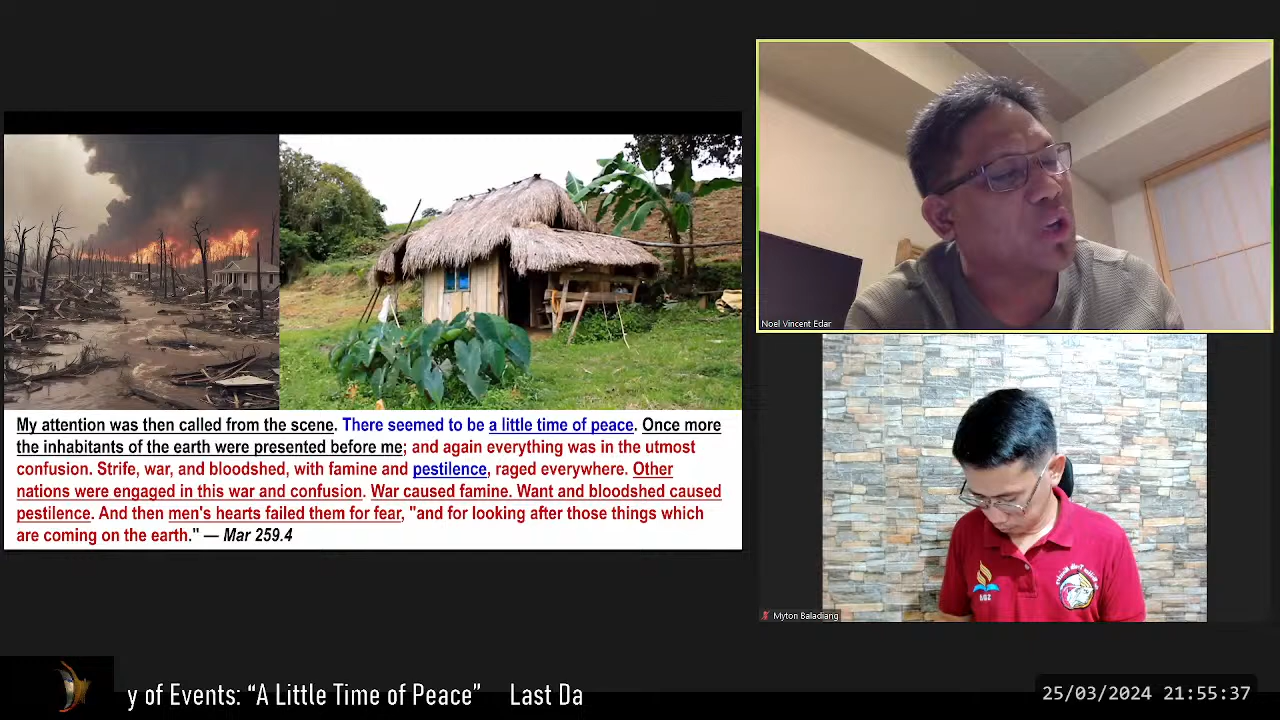 My attention was then called from the scene. There seemed to be a little time of peace. Once more
the inhabitants of the earth were presented before me; and again everything was in the utmost
confusion. Strife, war, and bloodshed, with famine and pestilence, raged everywhere. Other
nations were engaged in this war and confusion. War caused famine. Want and bloodshed caused
pestilence. And then men's hearts failed them for fear, "and for looking after those things which
are coming on the earth." — Mar 259.4
Noel Vincent Edar
Myton Baladiang
y of Events: “A Little Time of Peace” Last Da
25/03/2024 21:55:37